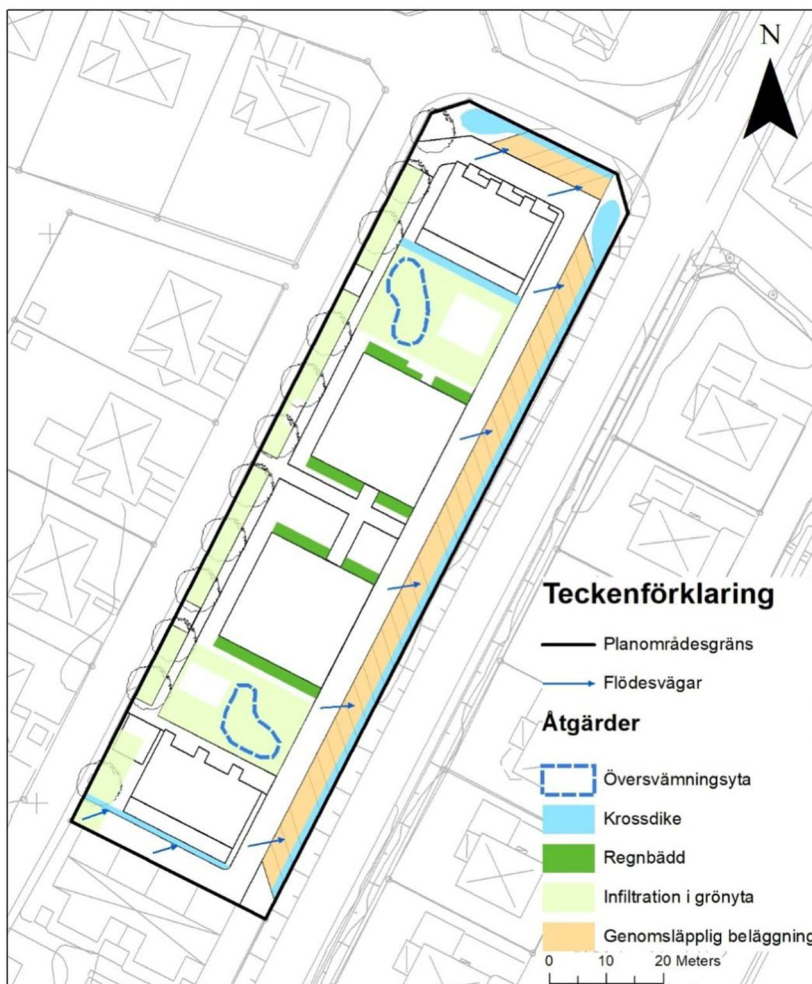 N
Teckenförklaring
Planområdesgräns
Flödesvägar
Åtgärder
Översvämningsyta
Krossdike
Regnbädd
Infiltration i grönyta
Genomsläpplig beläggning
0 10 20 Meters